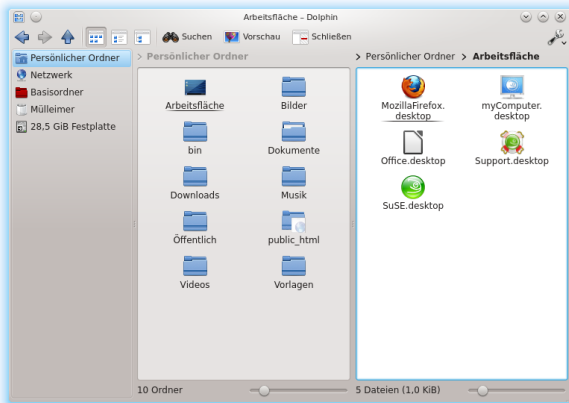 Arbeitsfläche – Dolphin
Suchen Vorschau Schließen
Persönlicher Ordner
Netzwerk
Basisordner
Mülleimer
28,5 GiB Festplatte
> Persönlicher Ordner
Arbeitsfläche
Bilder
bin
Dokumente
Downloads
Musik
Öffentlich
public_html
Videos
Vorlagen
10 Ordner
> Persönlicher Ordner > Arbeitsfläche
MozillaFirefox.
desktop
myComputer.
desktop
Office.desktop
Support.desktop
SuSE.desktop
5 Dateien (1,0 KiB)